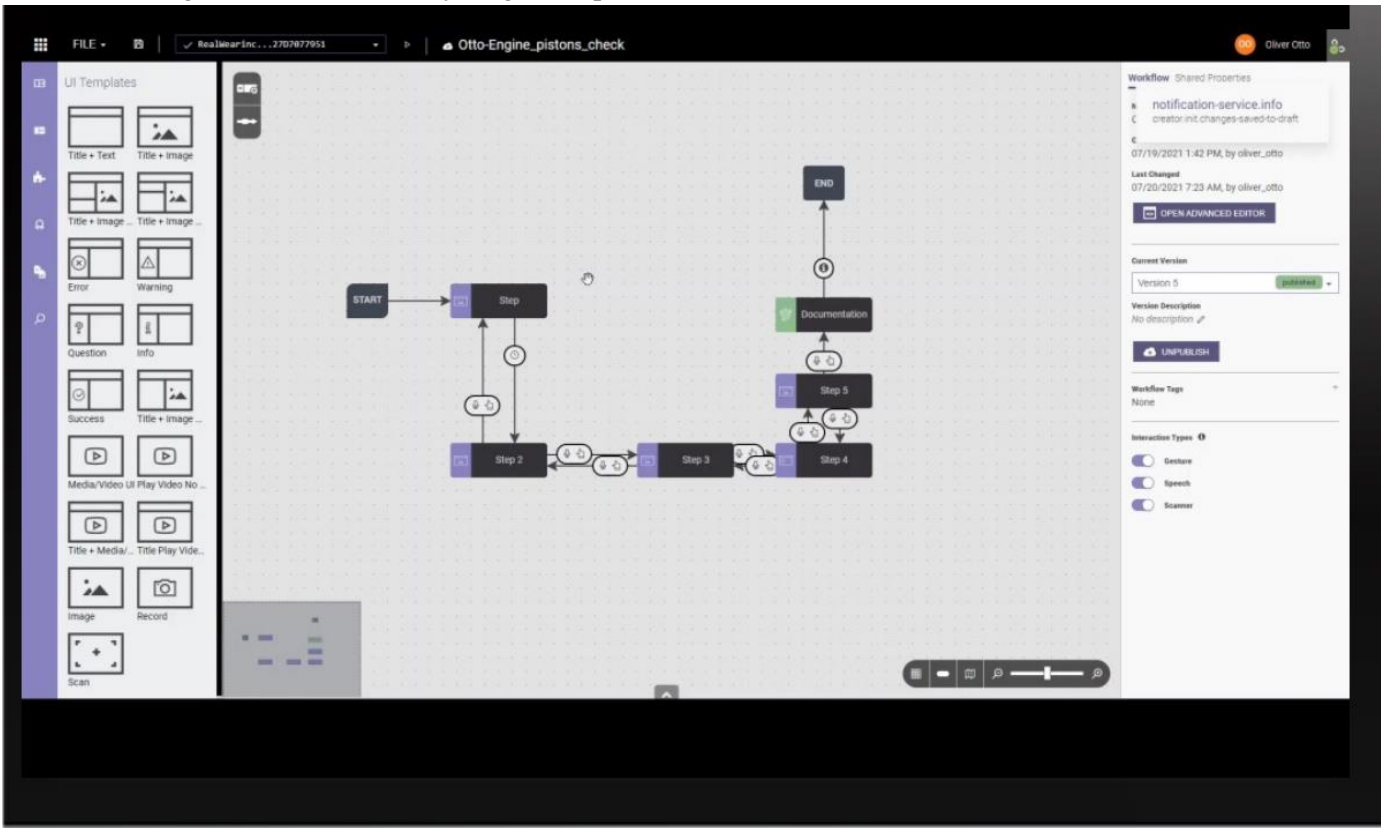 FILE
RealWearinc...27D7077951
Otto-Engine_pistons_check
OO
Oliver Otto
UI Templates
Title + Text
Title + Image
Title + Image ...
Title + Image ...
Error
Warning
Question
Info
Success
Title + Image ...
Media/Video UI
Play Video No ...
Title + Media/...
Title Play Vide...
Image
Record
Scan
START
Step
Step 2
Step 3
Step 4
Step 5
Documentation
END
Workflow
Shared Properties
notification-service.info
creator.init.changes-saved-to-draft
07/19/2021 1:42 PM, by oliver_otto
Last Changed
07/20/2021 7:23 AM, by oliver_otto
OPEN ADVANCED EDITOR
Current Version
Version 5
published
Version Description
No description
UNPUBLISH
Workflow Tags
None
Interaction Types
Gesture
Speech
Scanner